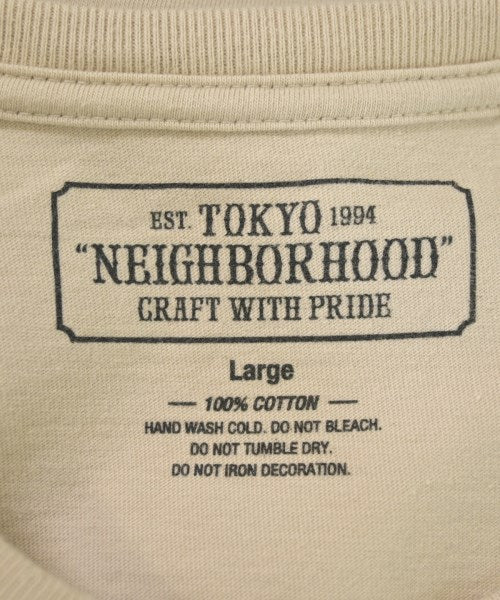 EST. TOKYO 1994
"NEIGHBORHOOD"
CRAFT WITH PRIDE
Large
— 100% COTTON —
HAND WASH COLD. DO NOT BLEACH.
DO NOT TUMBLE DRY.
DO NOT IRON DECORATION.